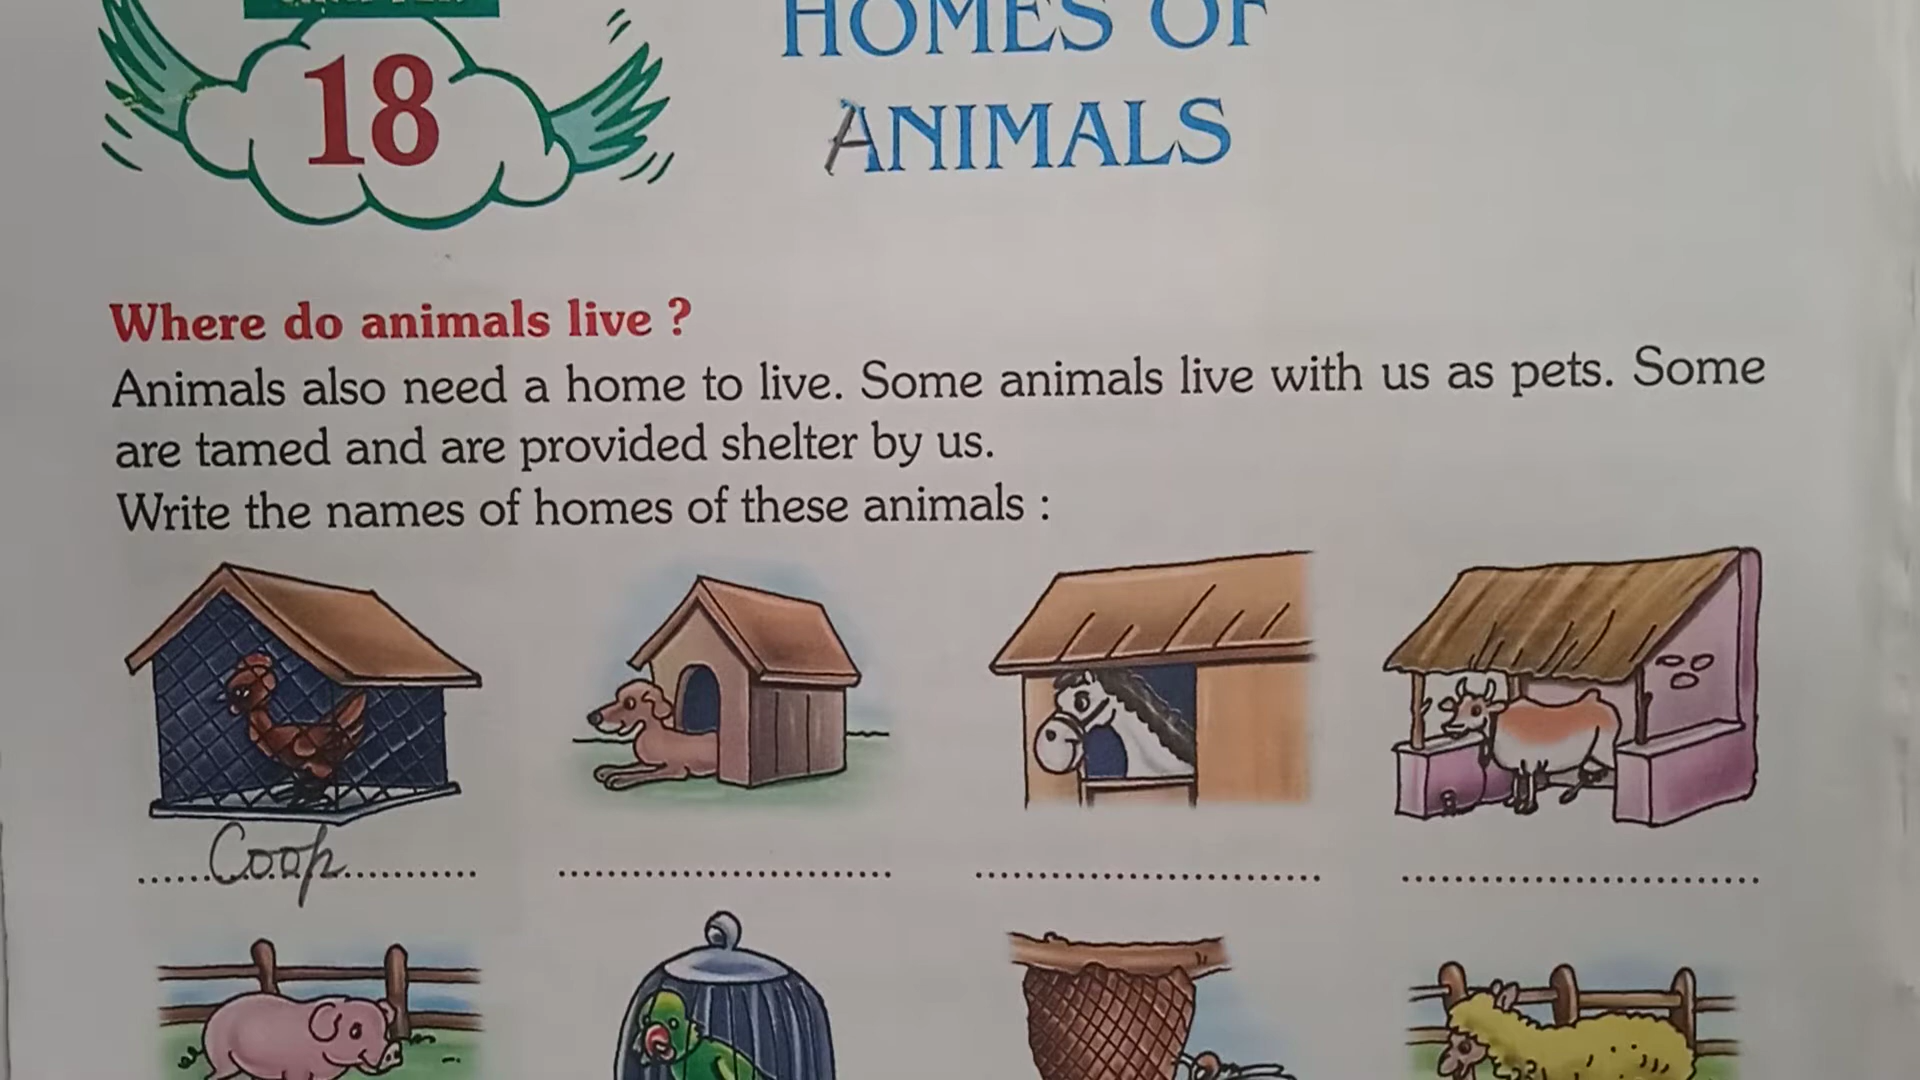 18
HOMES OF
ANIMALS
Where do animals live ?
Animals also need a home to live. Some animals live with us as pets. Some
are tamed and are provided shelter by us.
Write the names of homes of these animals :
Coop